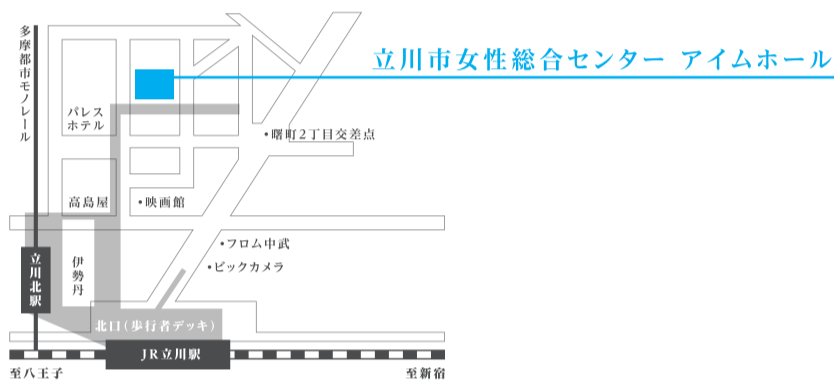 多摩都市モノレール
立川市女性総合センター アイムホール
パレス
ホテル
•曙町2丁目交差点
高島屋
•映画館
•フロム中武
•ビックカメラ
伊勢丹
立川北駅
北口(歩行者デッキ)
JR立川駅
至八王子
至新宿